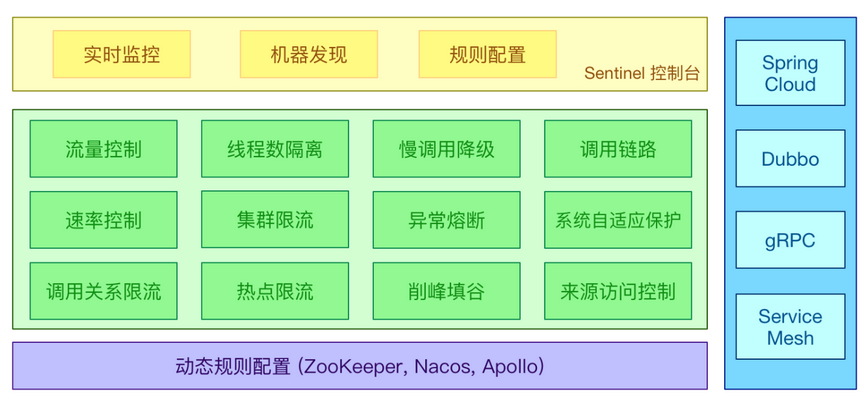 实时监控
机器发现
规则配置
Sentinel 控制台
流量控制
线程数隔离
慢调用降级
调用链路
速率控制
集群限流
异常熔断
系统自适应保护
调用关系限流
热点限流
削峰填谷
来源访问控制
动态规则配置 (ZooKeeper, Nacos, Apollo)
Spring
Cloud
Dubbo
gRPC
Service
Mesh